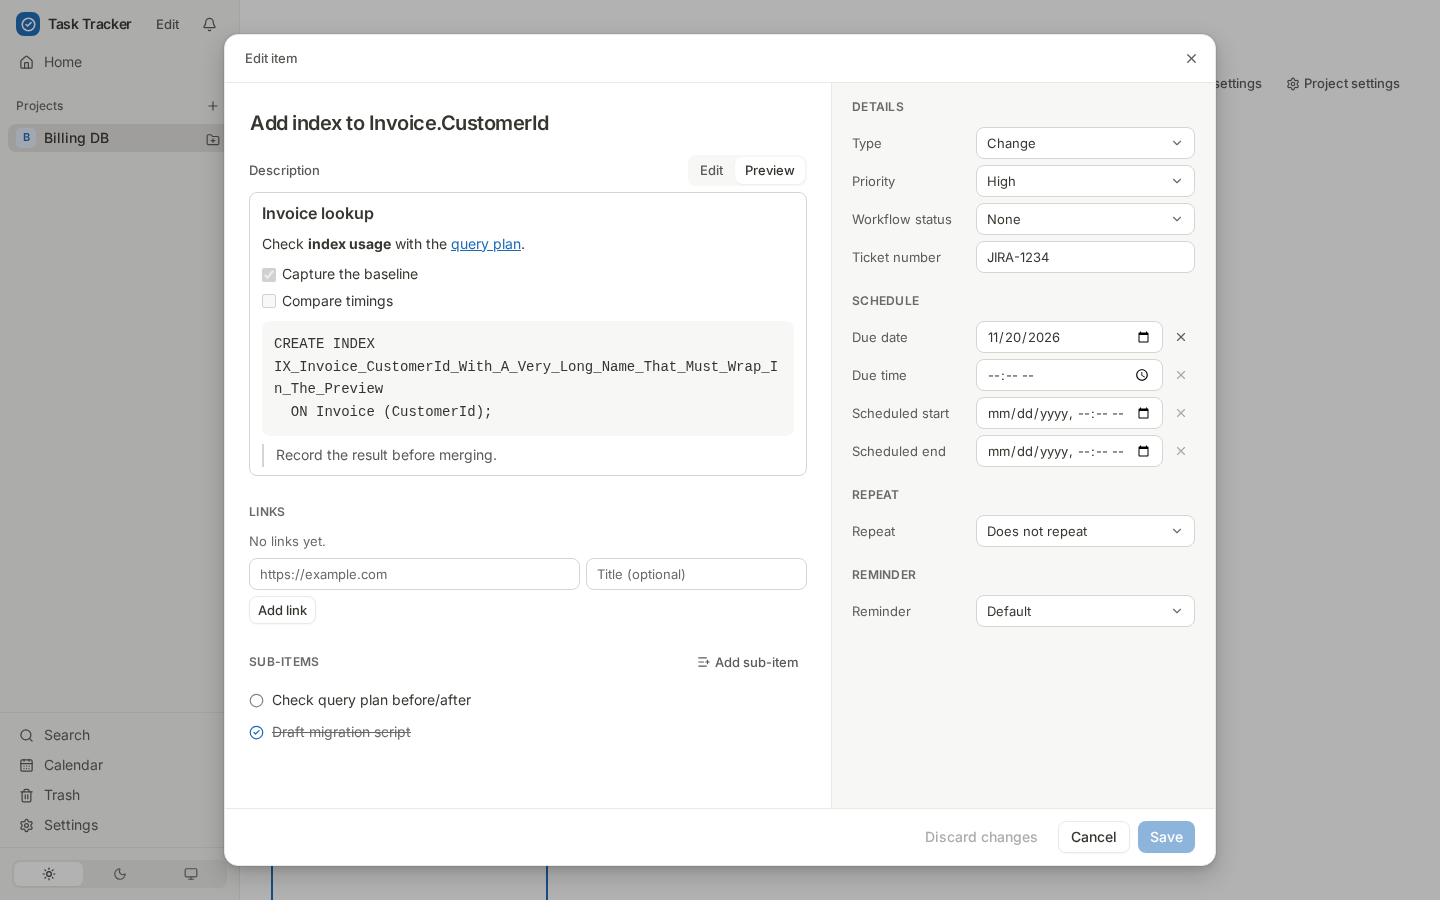 Task Tracker
Edit
Home
Projects
B Billing DB
Search
Calendar
Trash
Settings
settings
Project settings
Edit item
Add index to Invoice.CustomerId
Description
Edit
Preview
Invoice lookup
Check index usage with the query plan.
Capture the baseline
Compare timings
CREATE INDEX
IX_Invoice_CustomerId_With_A_Very_Long_Name_That_Must_Wrap_I
n_The_Preview
ON Invoice (CustomerId);
Record the result before merging.
LINKS
No links yet.
https://example.com
Title (optional)
Add link
SUB-ITEMS
Add sub-item
Check query plan before/after
Draft migration script
DETAILS
Type
Change
Priority
High
Workflow status
None
Ticket number
JIRA-1234
SCHEDULE
Due date
11/20/2026
Due time
--:-- --
Scheduled start
mm/dd/yyyy, --:-- --
Scheduled end
mm/dd/yyyy, --:-- --
REPEAT
Repeat
Does not repeat
REMINDER
Reminder
Default
Discard changes
Cancel
Save